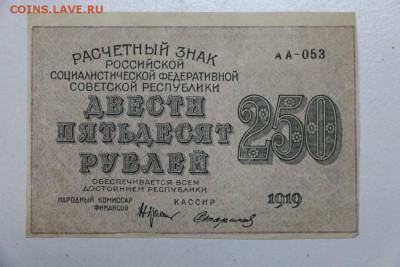 COINS.LAVE.RU
РАСЧЕТНЫЙ ЗНАК
РОССИЙСКОЙ
СОЦИАЛИСТИЧЕСКОЙ ФЕДЕРАТИВНОЙ
СОВЕТСКОЙ РЕСПУБЛИКИ
АА-053
ДВЕСТИ
ПЯТЬДЕСЯТ
РУБЛЕЙ
250
ОБЕСПЕЧИВАЕТСЯ ВСЕМ
ДОСТОЯНИЕМ РЕСПУБЛИКИ
НАРОДНЫЙ КОМИССАР
ФИНАНСОВ
КАССИР
1919